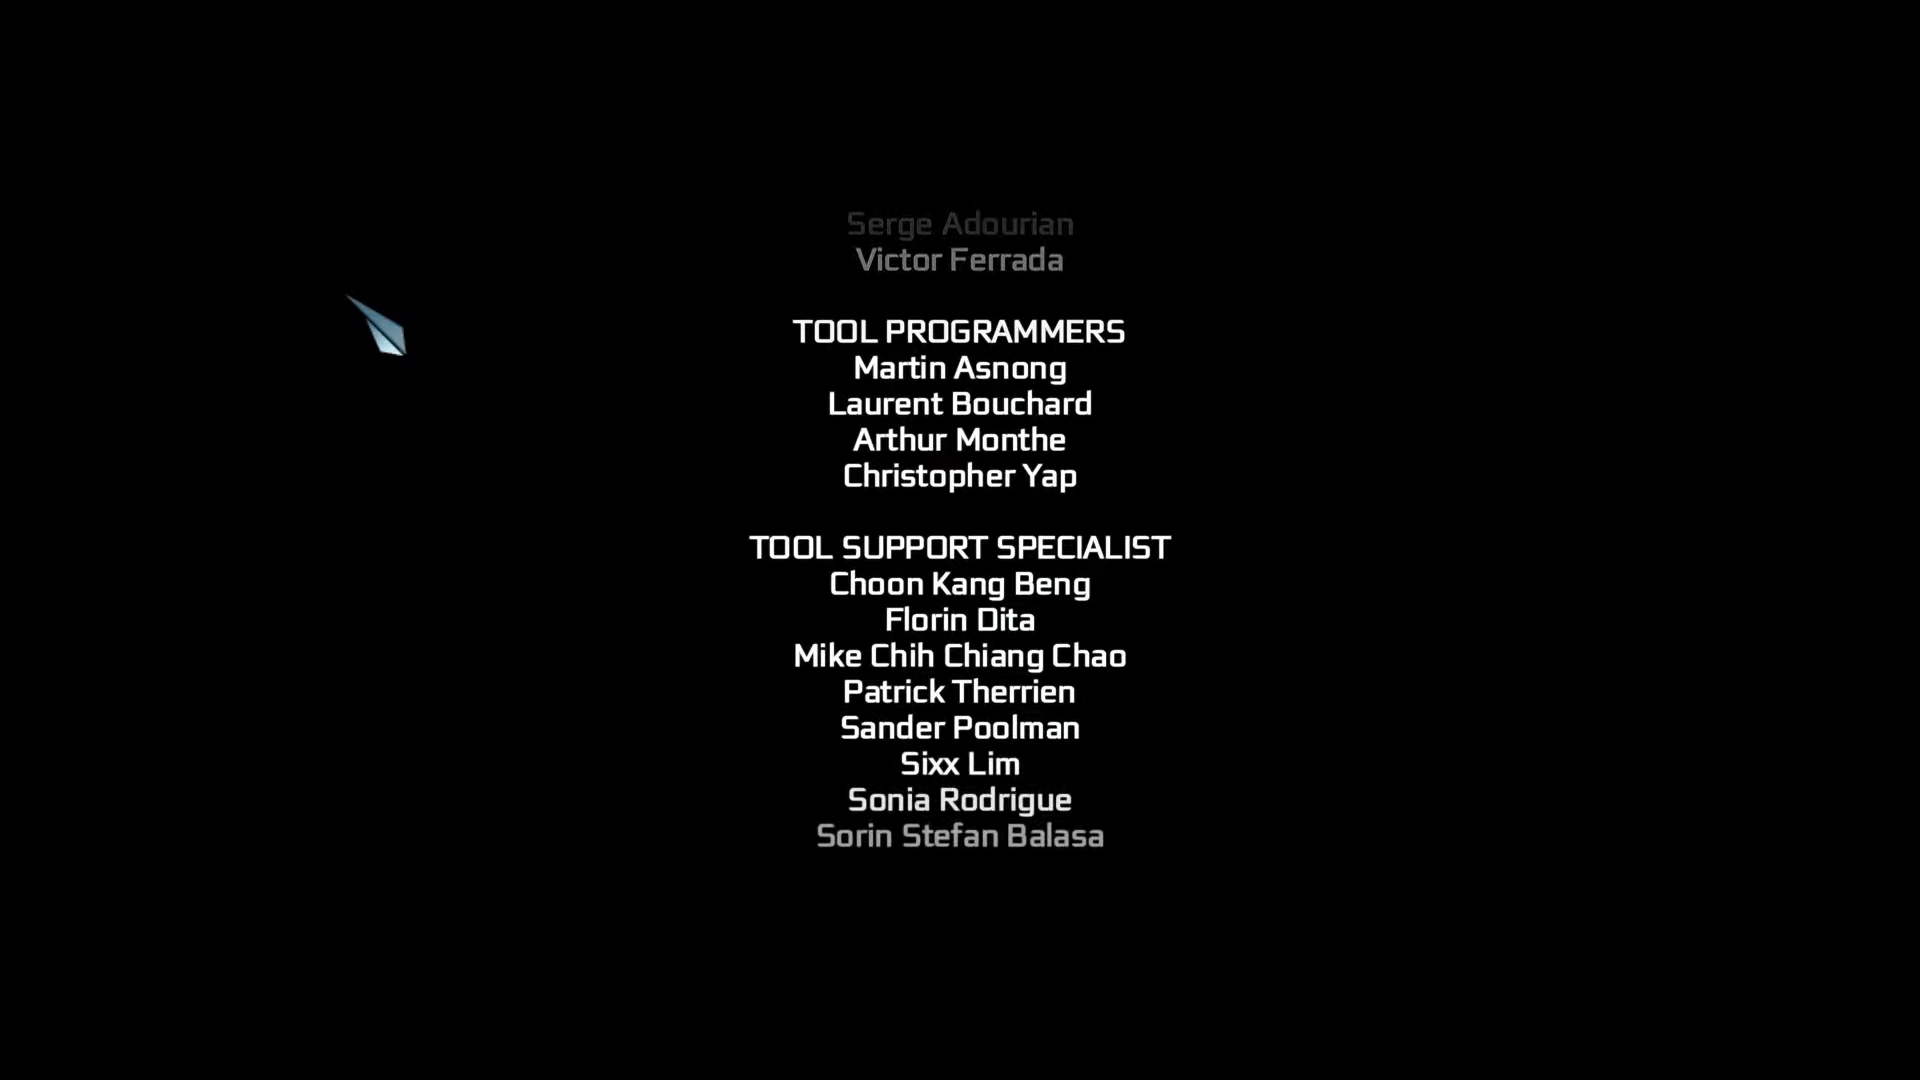 Serge Adourian
Victor Ferrada
TOOL PROGRAMMERS
Martin Asnong
Laurent Bouchard
Arthur Monthe
Christopher Yap
TOOL SUPPORT SPECIALIST
Choon Kang Beng
Florin Dita
Mike Chih Chiang Chao
Patrick Therrien
Sander Poolman
Sixx Lim
Sonia Rodrigue
Sorin Stefan Balasa